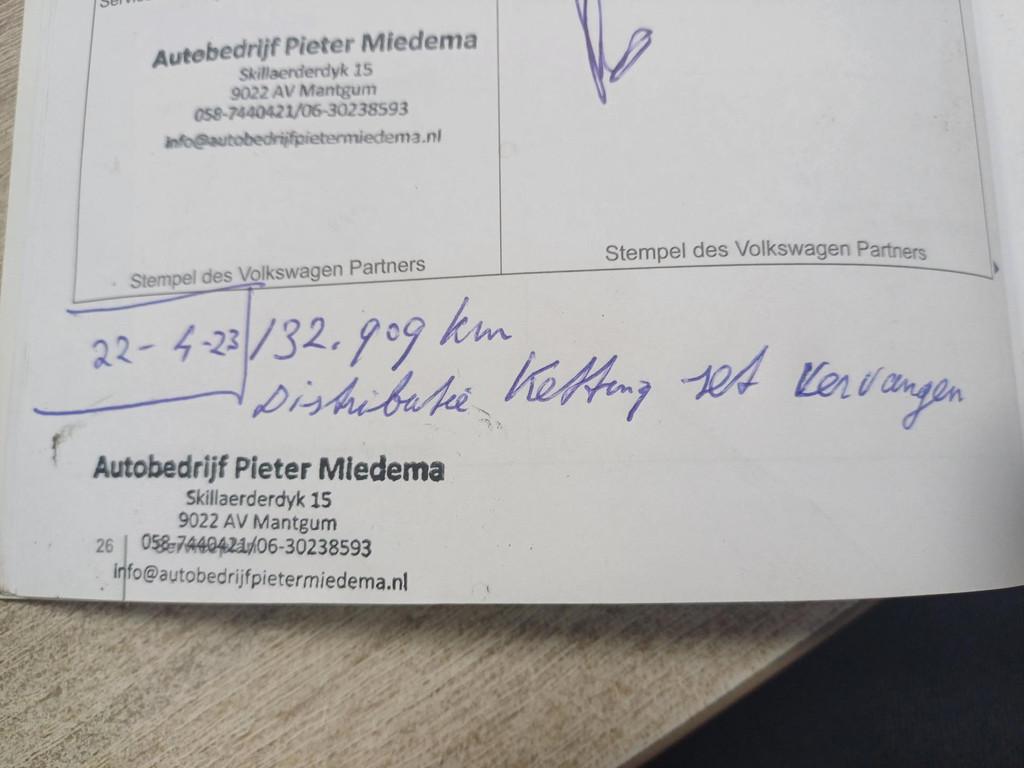 Autobedrijf Pieter Miedema
Skillaerderdyk 15
9022 AV Mantgum
058-7440421/06-30238593
info@autobedrijfpietermiedema.nl
Stempel des Volkswagen Partners
Stempel des Volkswagen Partners
22-4-23 132.909 km
Distributie Ketting set vervangen
Autobedrijf Pieter Miedema
Skillaerderdyk 15
9022 AV Mantgum
26
058-7440421/06-30238593
info@autobedrijfpietermiedema.nl